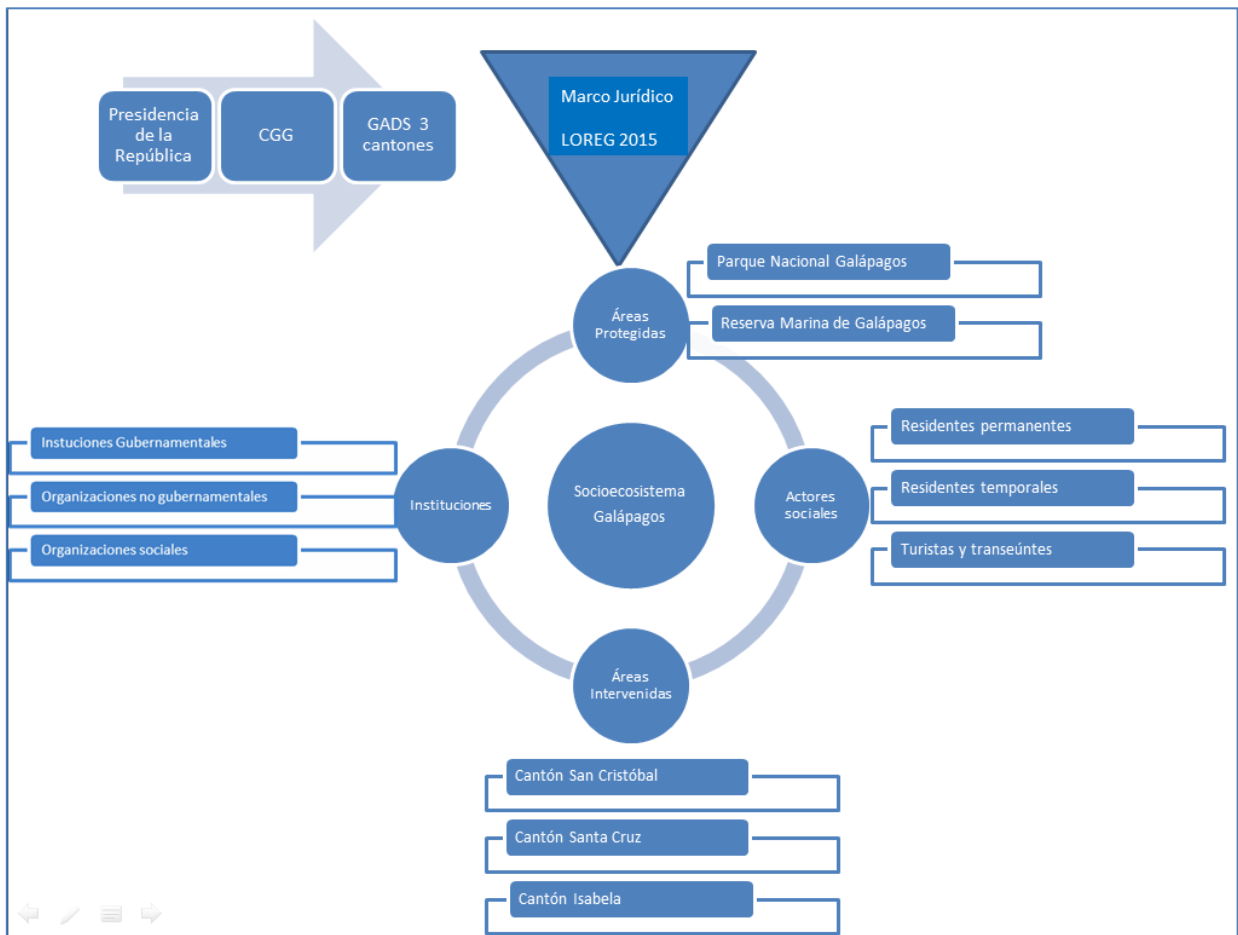 Presidencia
de la
República
CGG
GADS 3
cantones
Marco Jurídico
LOREG 2015
Parque Nacional Galápagos
Reserva Marina de Galápagos
Áreas
Protegidas
Instuciones Gubernamentales
Organizaciones no gubernamentales
Organizaciones sociales
Instituciones
Socioecosistema
Galápagos
Actores
sociales
Residentes permanentes
Residentes temporales
Turistas y transeúntes
Áreas
Intervenidas
Cantón San Cristóbal
Cantón Santa Cruz
Cantón Isabela